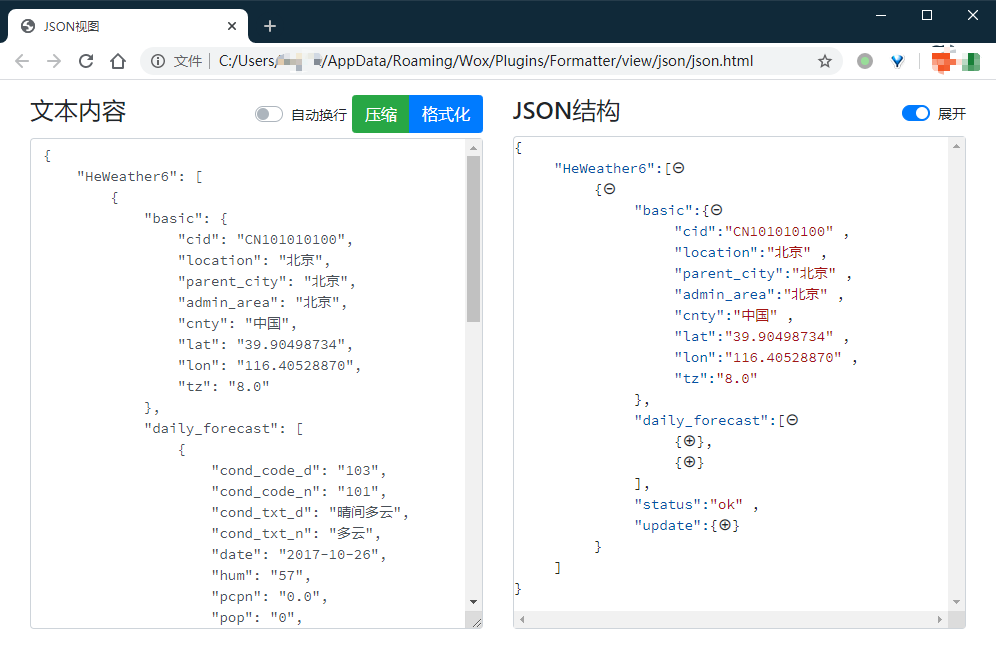 JSON视图
文件 C:/Users/ /AppData/Roaming/Wox/Plugins/Formatter/view/json/json.html
文本内容
自动换行 压缩 格式化
{
"HeWeather6": [
{
"basic": {
"cid": "CN101010100",
"location": "北京",
"parent_city": "北京",
"admin_area": "北京",
"cnty": "中国",
"lat": "39.90498734",
"lon": "116.40528870",
"tz": "8.0"
},
"daily_forecast": [
{
"cond_code_d": "103",
"cond_code_n": "101",
"cond_txt_d": "晴间多云",
"cond_txt_n": "多云",
"date": "2017-10-26",
"hum": "57",
"pcpn": "0.0",
"pop": "0",
JSON结构
展开
{
"HeWeather6":[
{
"basic":{
"cid":"CN101010100" ,
"location":"北京" ,
"parent_city":"北京" ,
"admin_area":"北京" ,
"cnty":"中国" ,
"lat":"39.90498734" ,
"lon":"116.40528870" ,
"tz":"8.0"
},
"daily_forecast":[
{⊕},
{⊕}
],
"status":"ok" ,
"update":{⊕}
}
]
}